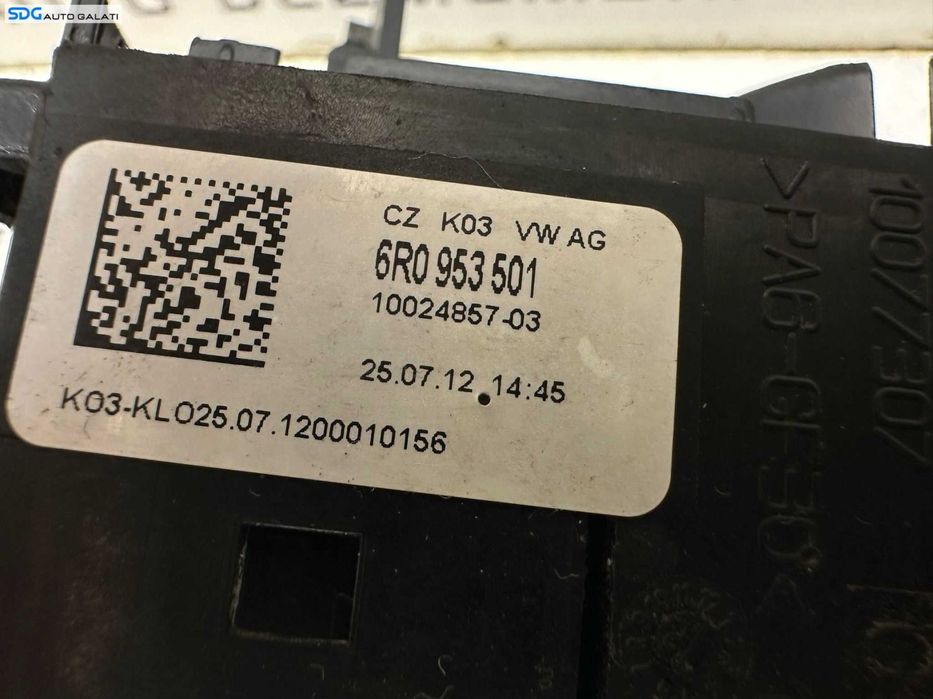 SDG AUTO GALATI
CZ K03 VW AG
6R0 953 501
10024857-03
25.07.12 14:45
K03-KLO25.07.1200010156
>PA6-GF30<
10077307